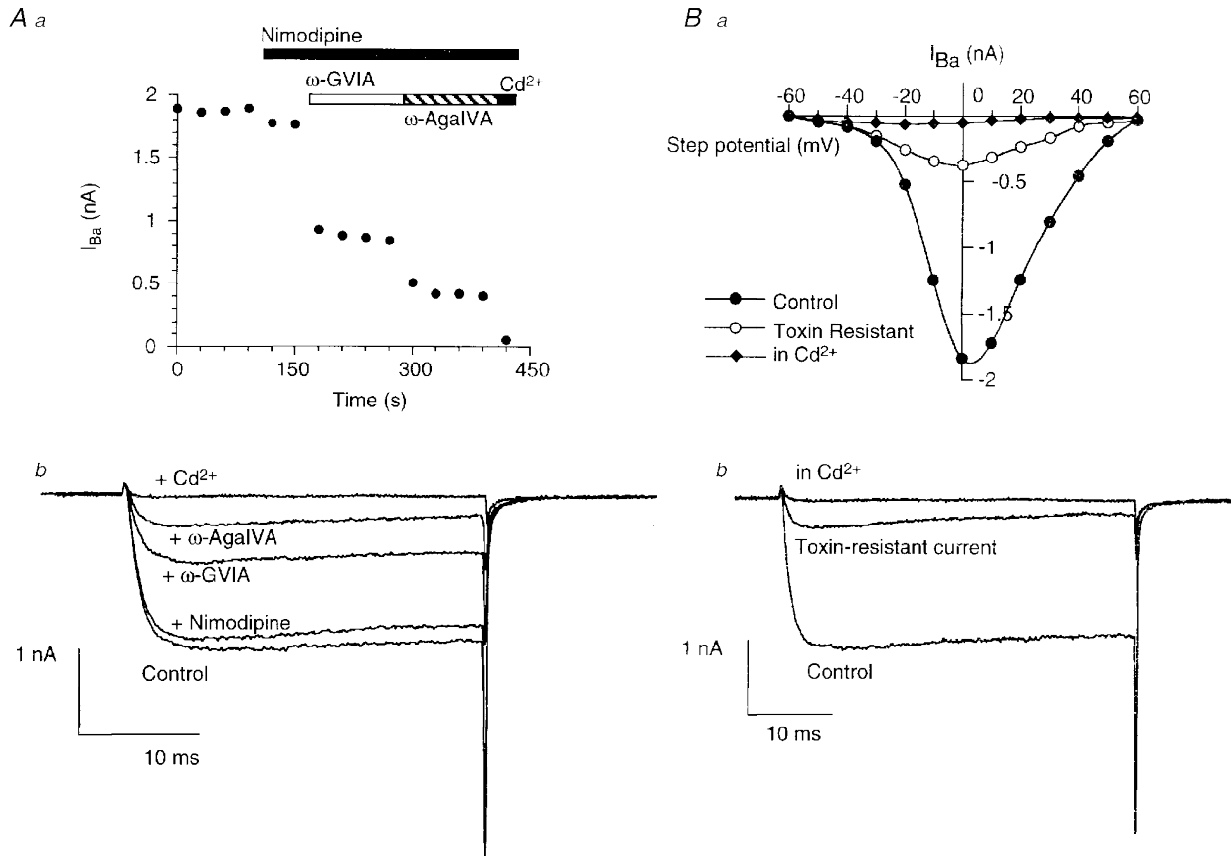 A a
Nimodipine
ω-GVIA
Cd²⁺
ω-AgaIVA
2
1.5
1
0.5
0
I_Ba (nA)
0 150 300 450
Time (s)
B a
I_Ba (nA)
-60 -40 -20 0 20 40 60
Step potential (mV)
-0.5
-1
-1.5
-2
Control
Toxin Resistant
in Cd²⁺
b
+ Cd²⁺
+ ω-AgaIVA
+ ω-GVIA
+ Nimodipine
Control
1 nA
10 ms
b
in Cd²⁺
Toxin-resistant current
Control
1 nA
10 ms